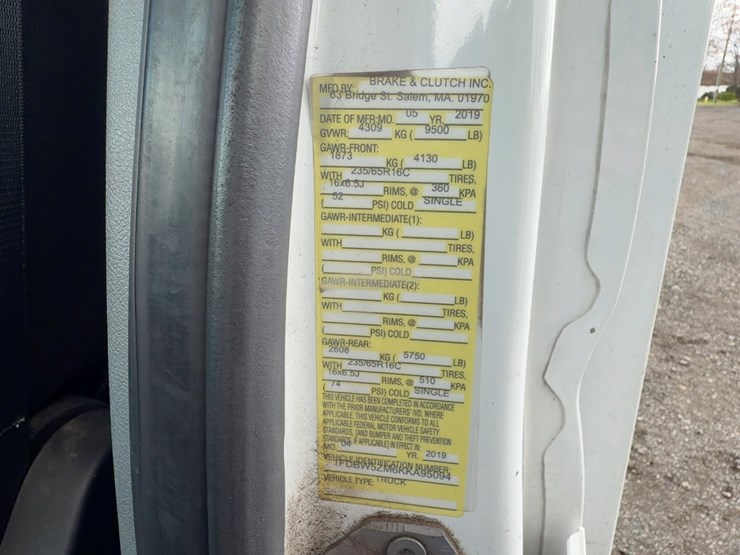 MFD BY: BRAKE & CLUTCH INC.
63 Bridge St. Salem, MA. 01970
DATE OF MFR:MO. 05 YR. 2019
GVWR: 4309 KG ( 9500 LB)
GAWR-FRONT:
1873 KG ( 4130 LB)
WITH 235/65R16C TIRES,
16x6.5J RIMS, @ 360 KPA
( 52 PSI) COLD SINGLE
GAWR-INTERMEDIATE(1):
KG ( LB)
WITH TIRES,
RIMS, @ KPA
( PSI) COLD
GAWR-INTERMEDIATE(2):
KG ( LB)
WITH TIRES,
RIMS, @ KPA
( PSI) COLD
GAWR-REAR:
2608 KG ( 5750 LB)
WITH 235/65R16C TIRES,
16x6.5J RIMS, @ 510 KPA
( 74 PSI) COLD SINGLE
THIS VEHICLE HAS BEEN COMPLETED IN ACCORDANCE
WITH THE PRIOR MANUFACTURERS' IVD, WHERE
APPLICABLE. THIS VEHICLE CONFORMS TO ALL
APPLICABLE FEDERAL MOTOR VEHICLE SAFETY
STANDARDS, (AND BUMPER AND THEFT PREVENTION
STANDARDS, IF APPLICABLE) IN EFFECT IN
MO. 04 YR. 2019
VEHICLE IDENTIFICATION NUMBER:
1FDBW5ZM6KKA95094
VEHICLE TYPE: TRUCK